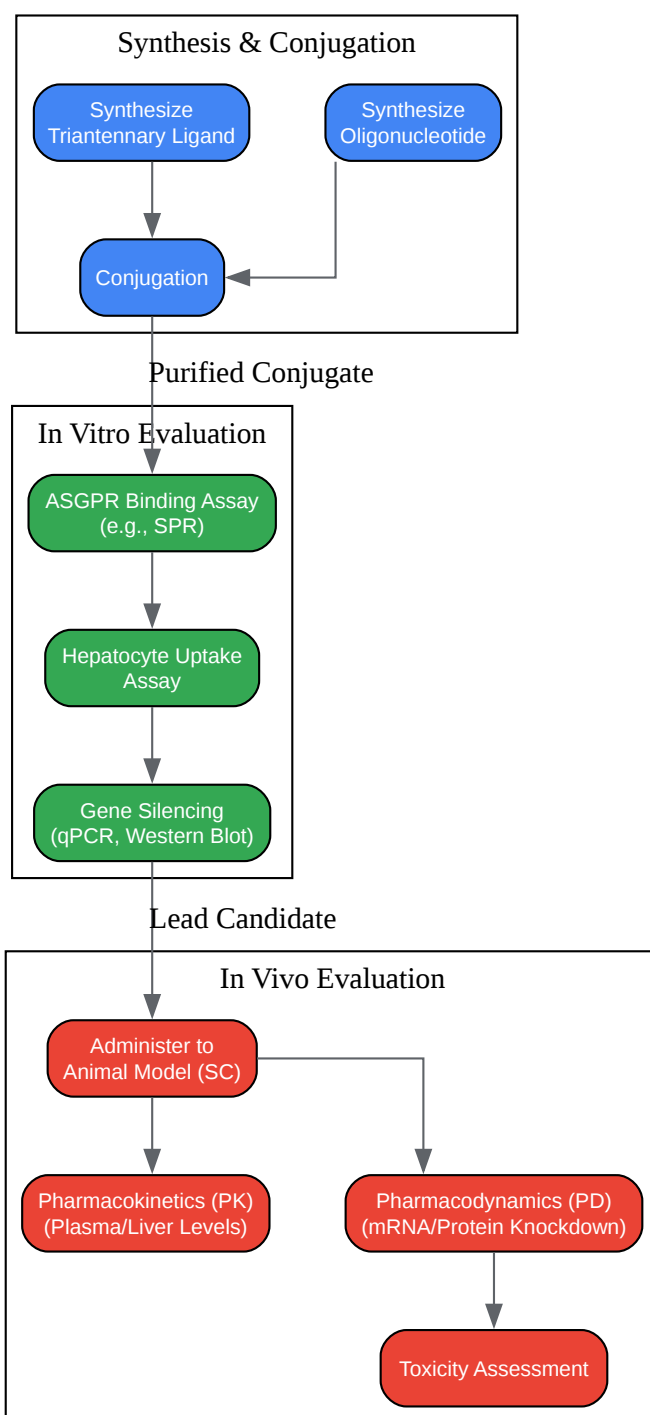 Synthesis & Conjugation
Synthesize
Triantennary Ligand
Synthesize
Oligonucleotide
Conjugation
Purified Conjugate
In Vitro Evaluation
ASGPR Binding Assay
(e.g., SPR)
Hepatocyte Uptake
Assay
Gene Silencing
(qPCR, Western Blot)
Lead Candidate
In Vivo Evaluation
Administer to
Animal Model (SC)
Pharmacokinetics (PK)
(Plasma/Liver Levels)
Pharmacodynamics (PD)
(mRNA/Protein Knockdown)
Toxicity Assessment